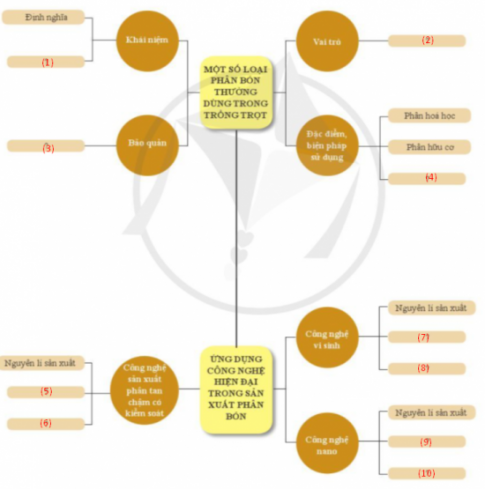 Định nghĩa
Khái niệm
(1)
(3)
Bảo quản
MỘT SỐ LOẠI
PHÂN BÓN
THƯỜNG
DÙNG TRONG
TRỒNG TRỌT
Vai trò
(2)
Đặc điểm,
biện pháp
sử dụng
Phân hoá học
Phân hữu cơ
(4)
Nguyên lí sản xuất
(5)
(6)
Công nghệ
sản xuất
phân tan
chậm có
kiểm soát
ỨNG DỤNG
CÔNG NGHỆ
HIỆN ĐẠI
TRONG SẢN
XUẤT PHÂN
BÓN
Công nghệ
vi sinh
Nguyên lí sản xuất
(7)
(8)
Công nghệ
nano
Nguyên lí sản xuất
(9)
(10)